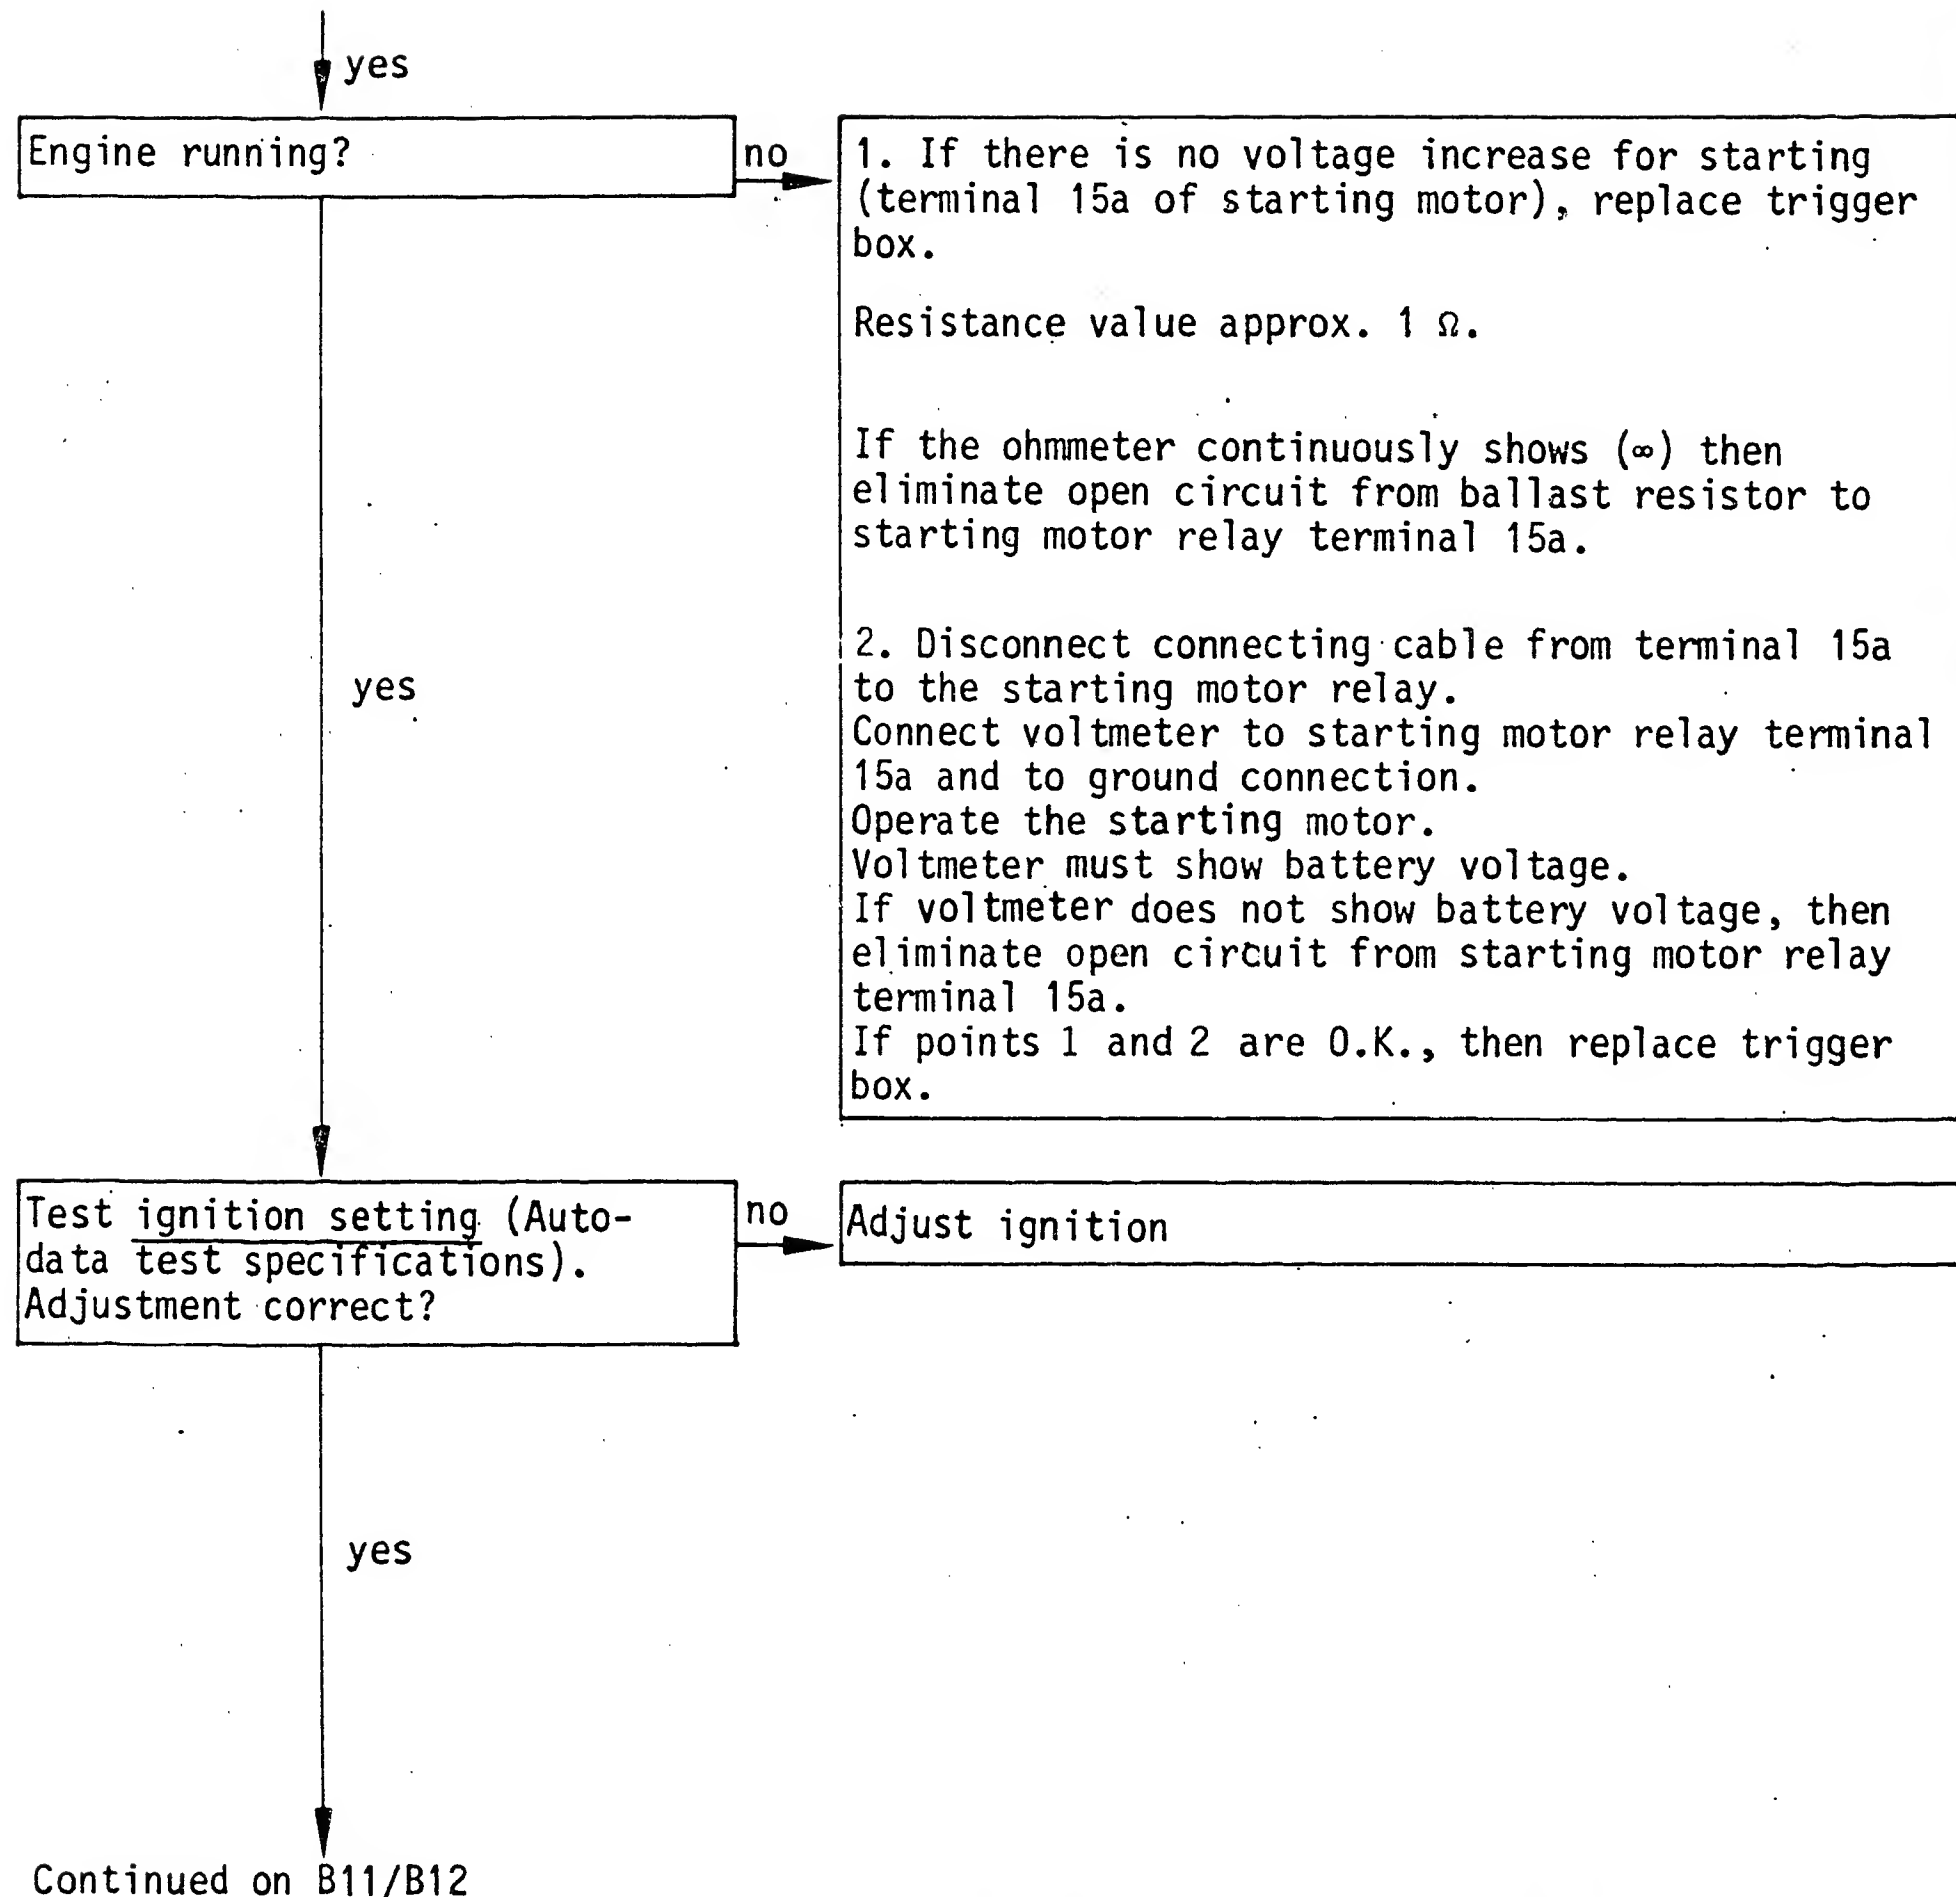 yes
Engine running?
no
1. If there is no voltage increase for starting
(terminal 15a of starting motor), replace trigger
box.
Resistance value approx. 1 Ω.
If the ohmmeter continuously shows (∞) then
eliminate open circuit from ballast resistor to
starting motor relay terminal 15a.
2. Disconnect connecting cable from terminal 15a
to the starting motor relay.
Connect voltmeter to starting motor relay terminal
15a and to ground connection.
Operate the starting motor.
Voltmeter must show battery voltage.
If voltmeter does not show battery voltage, then
eliminate open circuit from starting motor relay
terminal 15a.
If points 1 and 2 are O.K., then replace trigger
box.
yes
Test ignition setting (Auto-
data test specifications).
Adjustment correct?
no
Adjust ignition
yes
Continued on B11/B12